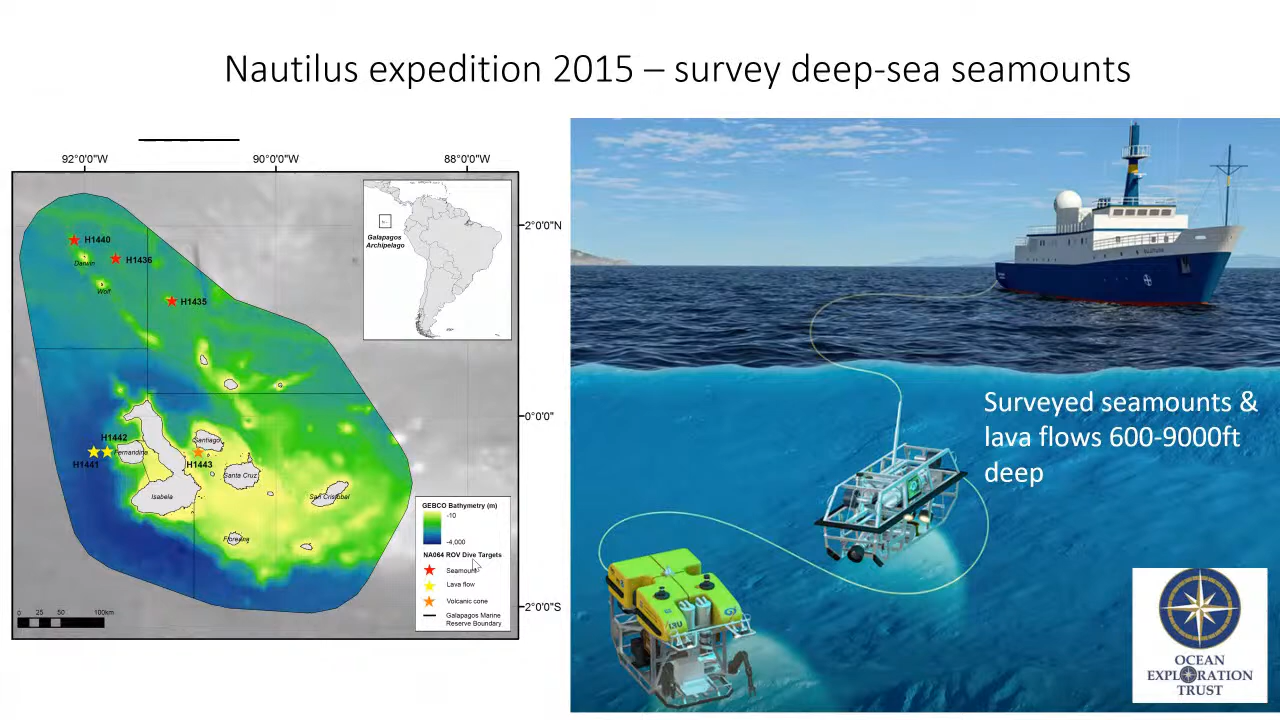 Nautilus expedition 2015 – survey deep-sea seamounts
92°0'0"W
90°0'0"W
88°0'0"W
2°0'0"N
0°0'0"
2°0'0"S
H1440
Darwin
H1436
Wolf
H1435
Galapagos
Archipelago
H1442
H1441
Fernandina
Santiago
H1443
Santa Cruz
Isabela
San Cristobal
Floreana
GEBCO Bathymetry (m)
-10
-4,000
NA064 ROV Dive Targets
Seamount
Lava flow
Volcanic cone
Galapagos Marine
Reserve Boundary
0 25 50 100km
Surveyed seamounts &
lava flows 600-9000ft
deep
OCEAN
EXPLORATION
TRUST